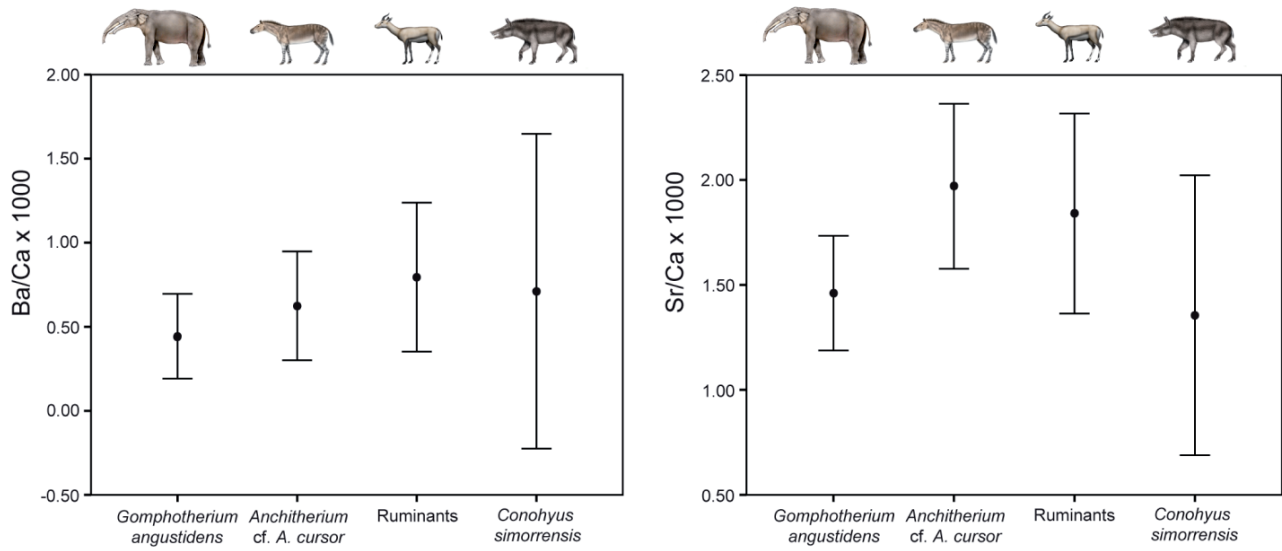 Ba/Ca x 1000
2.00
1.50
1.00
0.50
0.00
-0.50
Gomphotherium
angustidens
Anchitherium
cf. A. cursor
Ruminants
Conohyus
simorrensis
Sr/Ca x 1000
2.50
2.00
1.50
1.00
0.50
Gomphotherium
angustidens
Anchitherium
cf. A. cursor
Ruminants
Conohyus
simorrensis